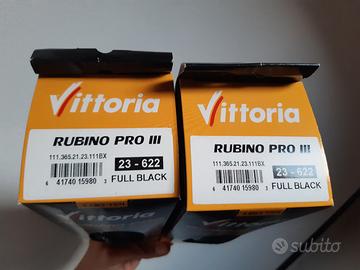 Vittoria
RUBINO PRO III
111.365.21.23.111BX
23 - 622
6 41740 15980 3
FULL BLACK
Vittoria
RUBINO PRO III
111.365.21.23.111BX
23 - 622
6 41740 15980 3
FULL BLACK
subito